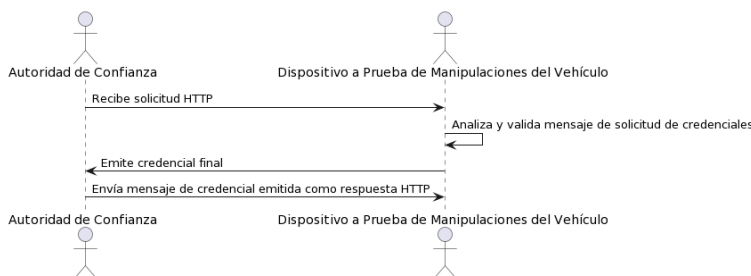 Autoridad de Confianza
Dispositivo a Prueba de Manipulaciones del Vehículo
Recibe solicitud HTTP
Analiza y valida mensaje de solicitud de credenciales
Emite credencial final
Envía mensaje de credencial emitida como respuesta HTTP
Autoridad de Confianza
Dispositivo a Prueba de Manipulaciones del Vehículo